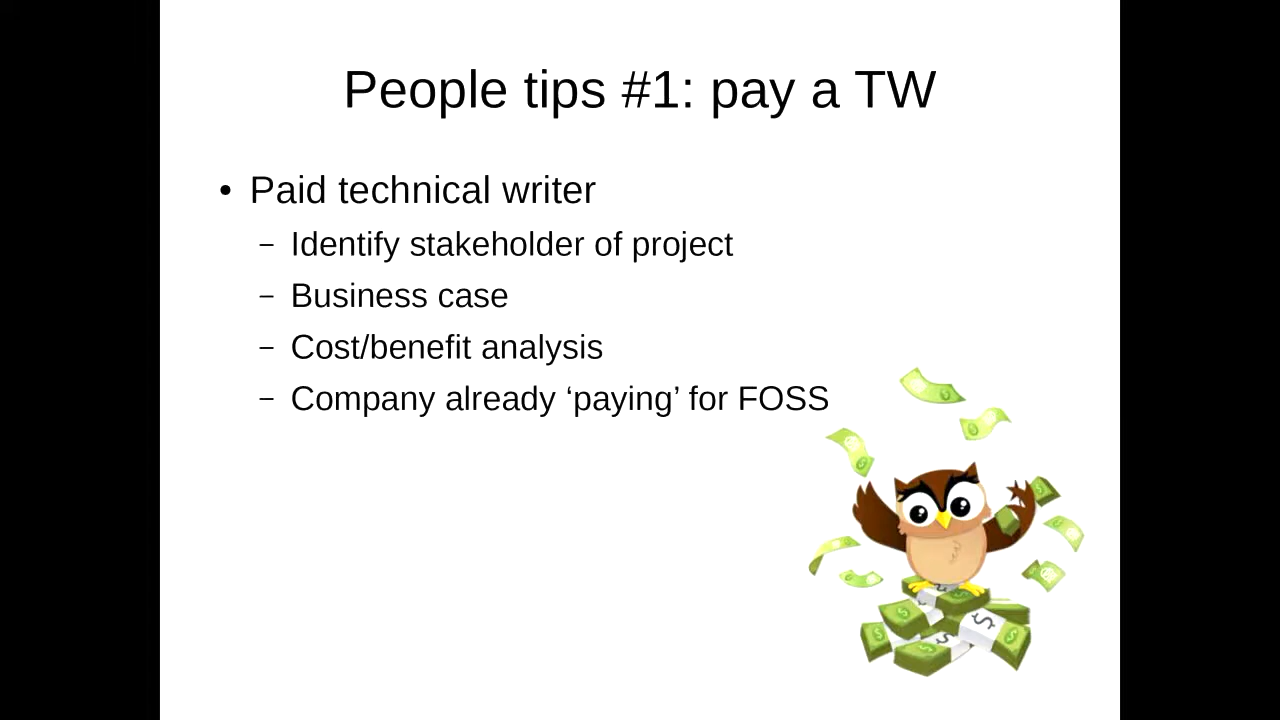 People tips #1: pay a TW
• Paid technical writer
– Identify stakeholder of project
– Business case
– Cost/benefit analysis
– Company already ‘paying’ for FOSS